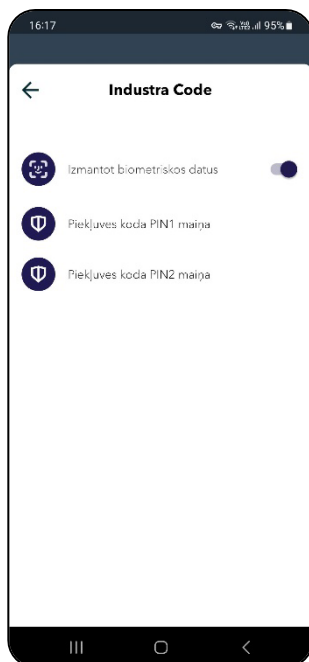 16:17 95%
Industra Code
Izmantot biometriskos datus
Piekļuves koda PIN1 maiņa
Piekļuves koda PIN2 maiņa